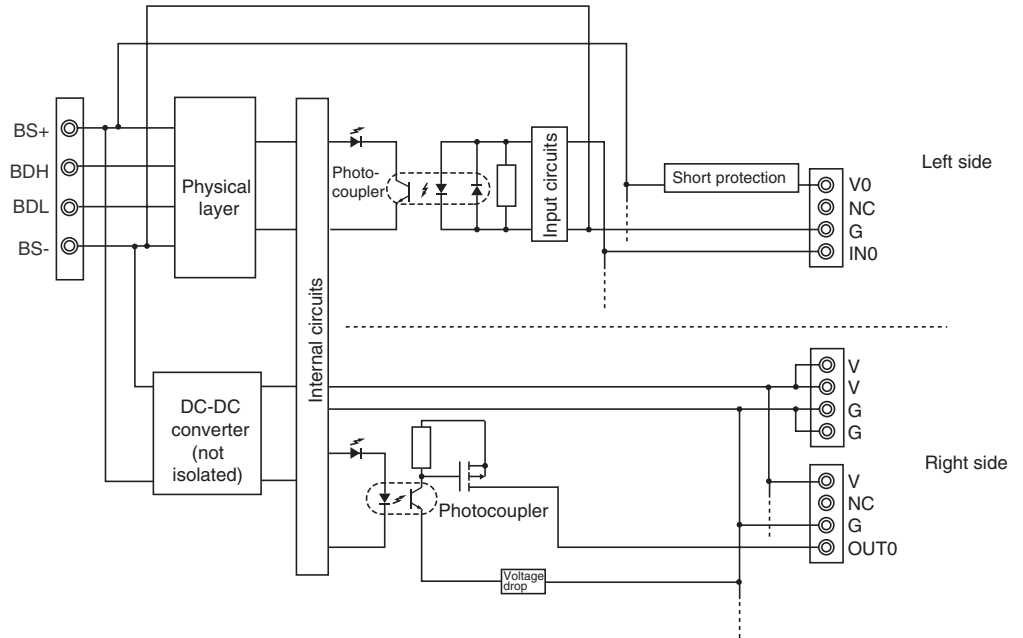 BS+
BDH
BDL
BS-
Physical
layer
Internal circuits
Photo-
coupler
Input circuits
Short protection
V0
NC
G
IN0
Left side
DC-DC
converter
(not
isolated)
Photocoupler
Voltage
drop
V
V
G
G
Right side
V
NC
G
OUT0